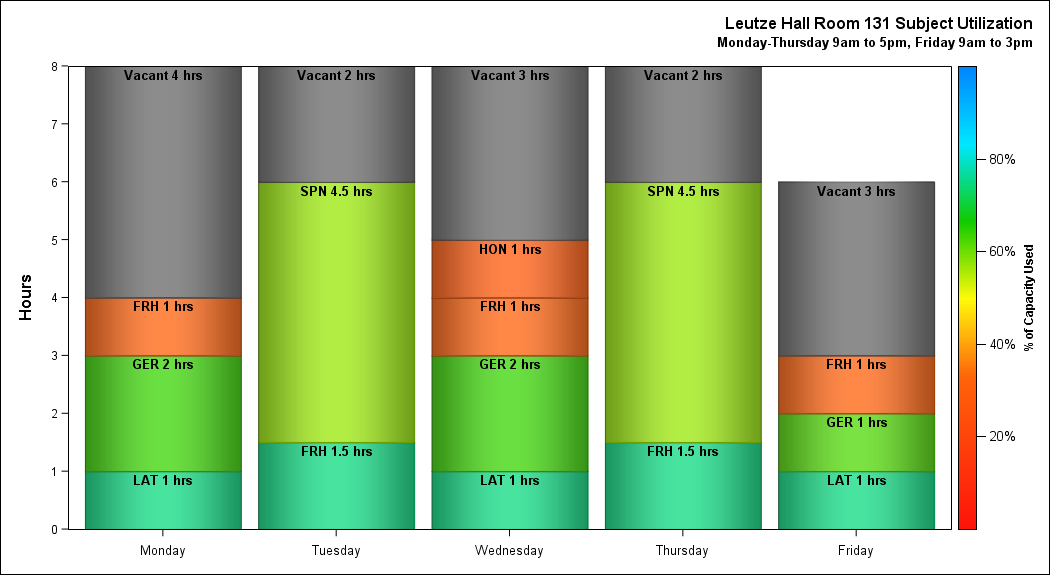 Leutze Hall Room 131 Subject Utilization
Monday-Thursday 9am to 5pm, Friday 9am to 3pm
8
7
6
5
4
3
2
1
0
Hours
Vacant 4 hrs
FRH 1 hrs
GER 2 hrs
LAT 1 hrs
Vacant 2 hrs
SPN 4.5 hrs
FRH 1.5 hrs
Vacant 3 hrs
HON 1 hrs
FRH 1 hrs
GER 2 hrs
LAT 1 hrs
Vacant 2 hrs
SPN 4.5 hrs
FRH 1.5 hrs
Vacant 3 hrs
FRH 1 hrs
GER 1 hrs
LAT 1 hrs
Monday
Tuesday
Wednesday
Thursday
Friday
80%
60%
40%
20%
% of Capacity Used